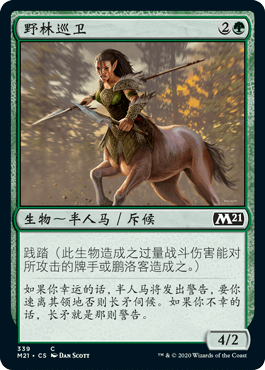 野林巡卫 2
生物～半人马 / 斥候 M21
践踏（此生物造成之过量战斗伤害能对
所攻击的牌手或鹏洛客造成之。）
如果你幸运的话，半人马将发出警告，要你
速离其领地否则长矛伺候。如果你不幸的
话，长矛就是那则警告。
4/2
339 C
M21 • CS DAN SCOTT ™ & © 2020 Wizards of the Coast